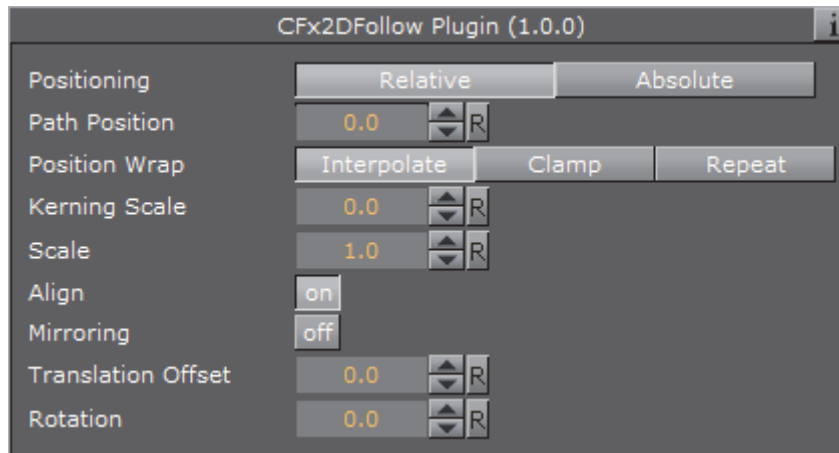 CFx2DFollow Plugin (1.0.0) i
Positioning Relative Absolute
Path Position 0.0 R
Position Wrap Interpolate Clamp Repeat
Kerning Scale 0.0 R
Scale 1.0 R
Align on
Mirroring off
Translation Offset 0.0 R
Rotation 0.0 R